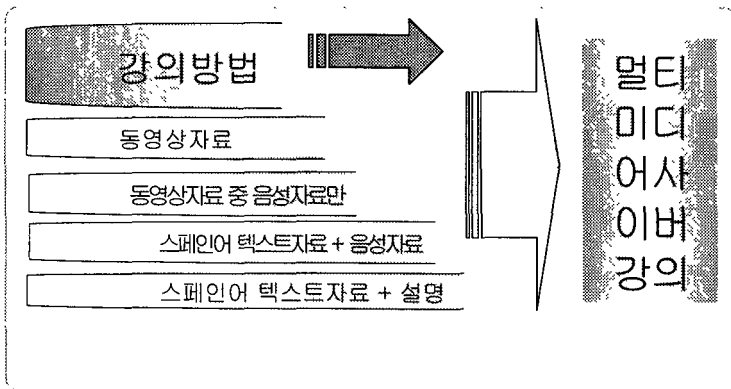 강의방법
동영상자료
동영상자료 중 음성자료만
스페인어 텍스트자료 + 음성자료
스페인어 텍스트자료 + 설명
멀티
미디
어사
이버
강의